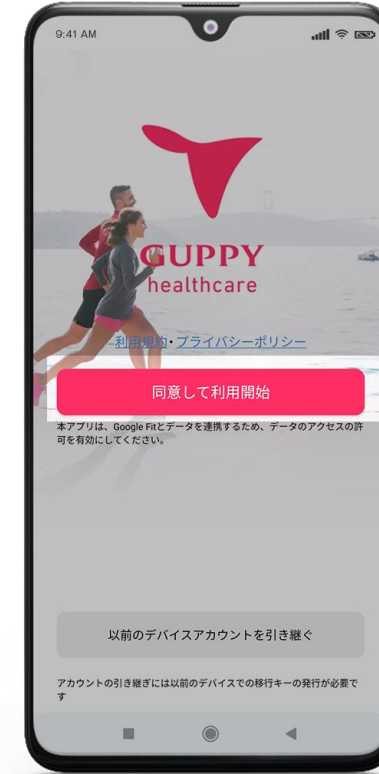 9:41 AM
GUPPY
healthcare
利用規約・プライバシーポリシー
同意して利用開始
本アプリは、Google Fitとデータを連携するため、データのアクセスの許
可を有効にしてください。
以前のデバイスアカウントを引き継ぐ
アカウントの引き継ぎには以前のデバイスでの移行キーの発行が必要で
す